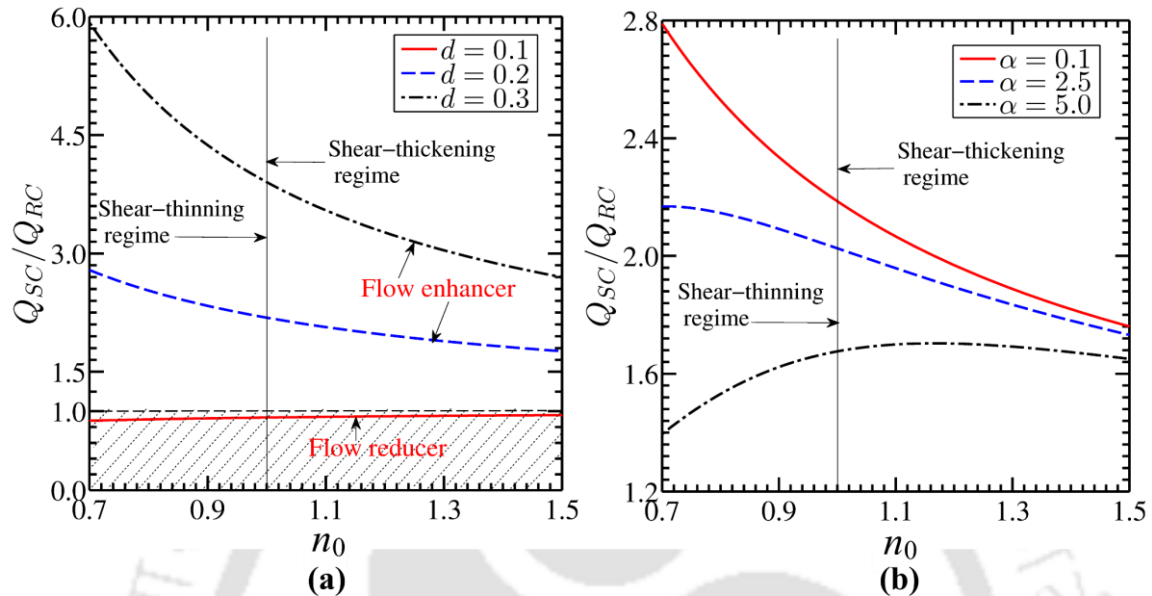 6.0
4.5
3.0
1.5
1.0
0.0
Q_{SC}/Q_{RC}
d = 0.1
d = 0.2
d = 0.3
Shear-thickening
regime
Shear-thinning
regime
Flow enhancer
Flow reducer
0.7 0.9 1.1 1.3 1.5
n_0
(a)
2.8
2.4
2.0
1.6
1.2
Q_{SC}/Q_{RC}
α = 0.1
α = 2.5
α = 5.0
Shear-thickening
regime
Shear-thinning
regime
0.7 0.9 1.1 1.3 1.5
n_0
(b)